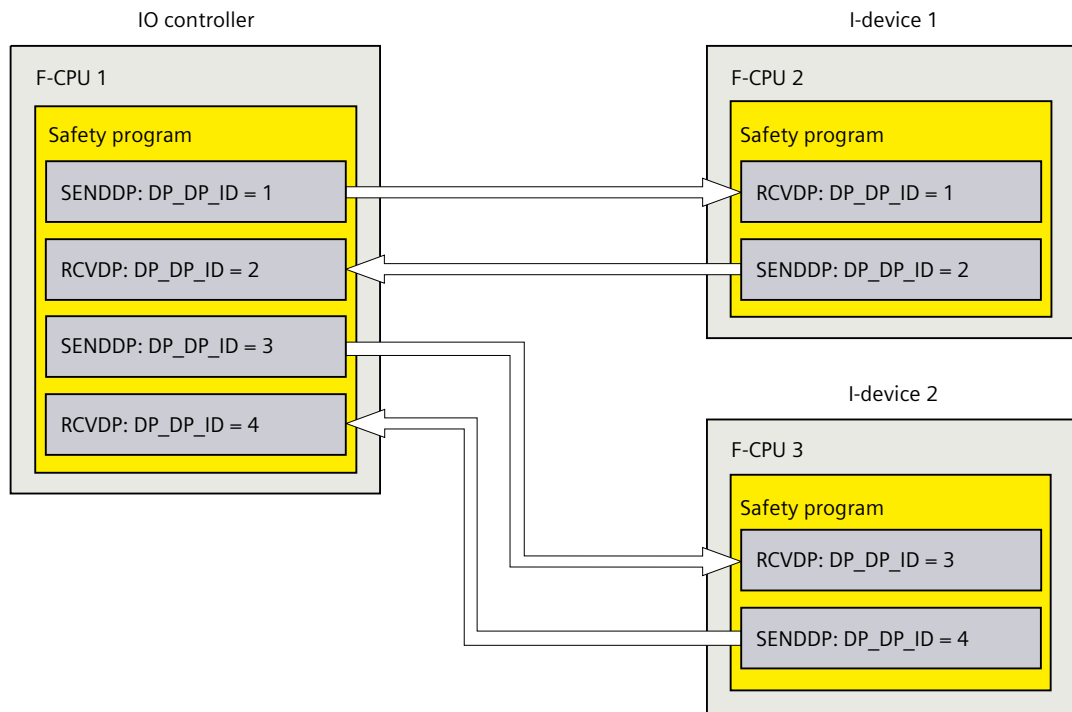 IO controller
F-CPU 1
Safety program
SENDDP: DP_DP_ID = 1
RCVDP: DP_DP_ID = 2
SENDDP: DP_DP_ID = 3
RCVDP: DP_DP_ID = 4
I-device 1
F-CPU 2
Safety program
RCVDP: DP_DP_ID = 1
SENDDP: DP_DP_ID = 2
I-device 2
F-CPU 3
Safety program
RCVDP: DP_DP_ID = 3
SENDDP: DP_DP_ID = 4